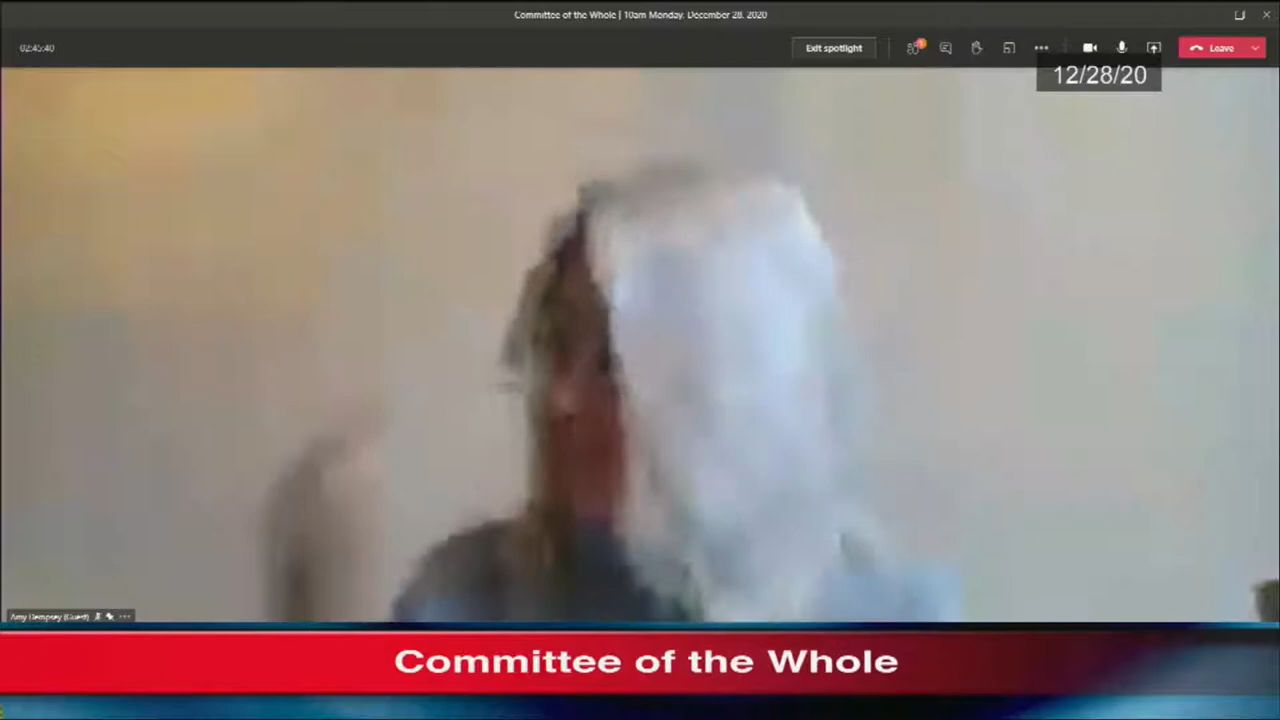 Committee of the Whole | 10am Monday, December 28, 2020
02:45:40
Exit spotlight
Leave
12/28/20
Amy Dempsey (Guest)
Committee of the Whole